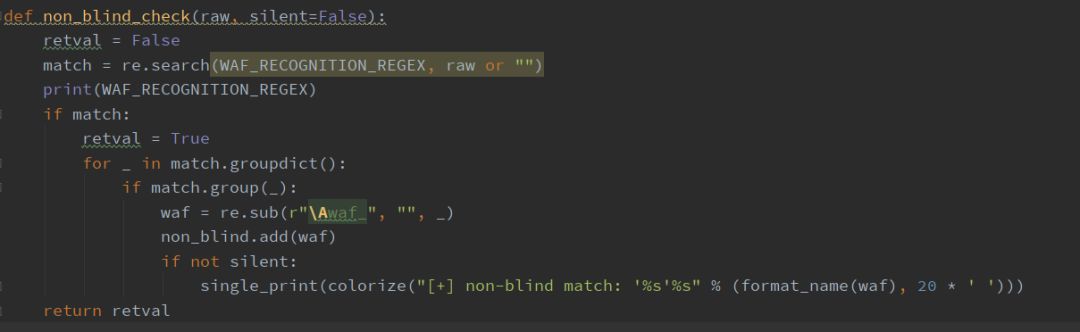 def non_blind_check(raw, silent=False):
    retval = False
    match = re.search(WAF_RECOGNITION_REGEX, raw or "")
    print(WAF_RECOGNITION_REGEX)
    if match:
        retval = True
        for _ in match.groupdict():
            if match.group(_):
                waf = re.sub(r"\Awaf_", "", _)
                non_blind.add(waf)
                if not silent:
                    single_print(colorize("[+] non-blind match: '%s'%s" % (format_name(waf), 20 * ' ')))
    return retval